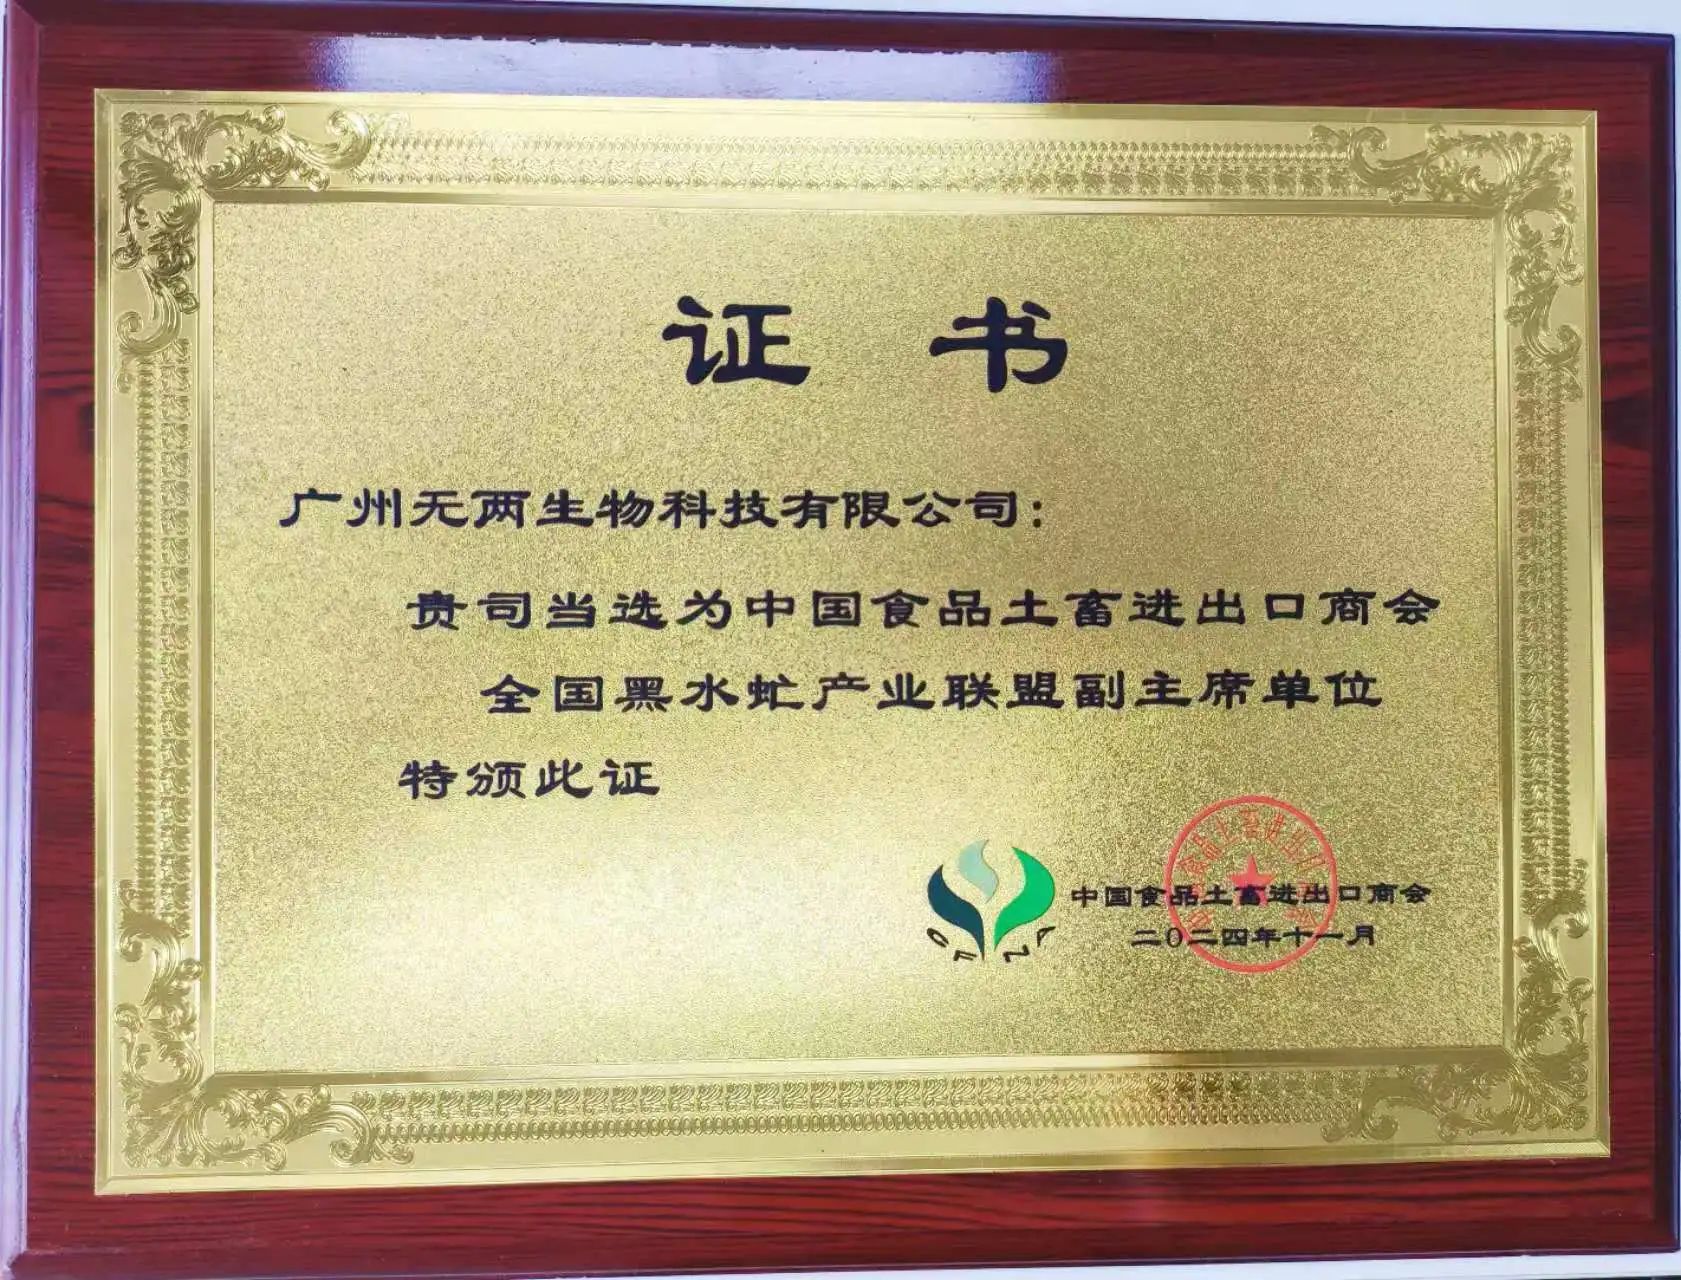 证书
广州无两生物科技有限公司：
贵司当选为中国食品土畜进出口商会
全国黑水虻产业联盟副主席单位
特颁此证
中国食品土畜进出口商会
二〇二四年十一月